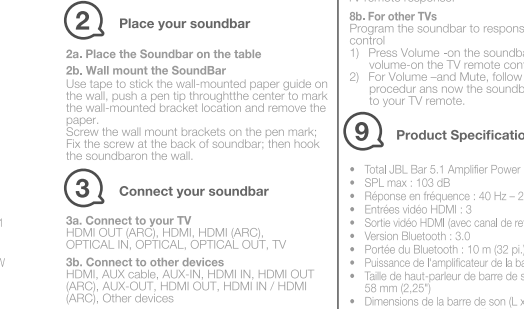 2 Place your soundbar
2a. Place the Soundbar on the table
2b. Wall mount the SoundBar
Use tape to stick the wall-mounted paper guide on
the wall, push a pen tip throughtthe center to mark
the wall-mounted bracket location and remove the
paper.
Screw the wall mount brackets on the pen mark;
Fix the screw at the back of soundbar; then hook
the soundbaron the wall.
3 Connect your soundbar
3a. Connect to your TV
HDMI OUT (ARC), HDMI, HDMI (ARC),
OPTICAL IN, OPTICAL, OPTICAL OUT, TV
3b. Connect to other devices
HDMI, AUX cable, AUX-IN, HDMI IN, HDMI OUT
(ARC), AUX-OUT, HDMI OUT, HDMI IN / HDMI
(ARC), Other devices
8b. For other TVs
Program the soundbar to
control
1) Press Volume -on the
volume-on the TV remote
2) For Volume –and Mute, follow
procedur ans now the
to your TV remote.
9 Product
• Total JBL Bar 5.1 Amplifier Power
• SPL max : 103 dB
• Réponse en fréquence : 40 Hz –
• Entrées vidéo HDMI : 3
• Sortie vidéo HDMI (avec canal de
• Version Bluetooth : 3.0
• Portée du Bluetooth : 10 m (32 pi.)
• Puissance de l'amplificateur de la
• Taille de haut-parleur de barre de
58 mm (2,25")
• Dimensions de la barre de son (L x